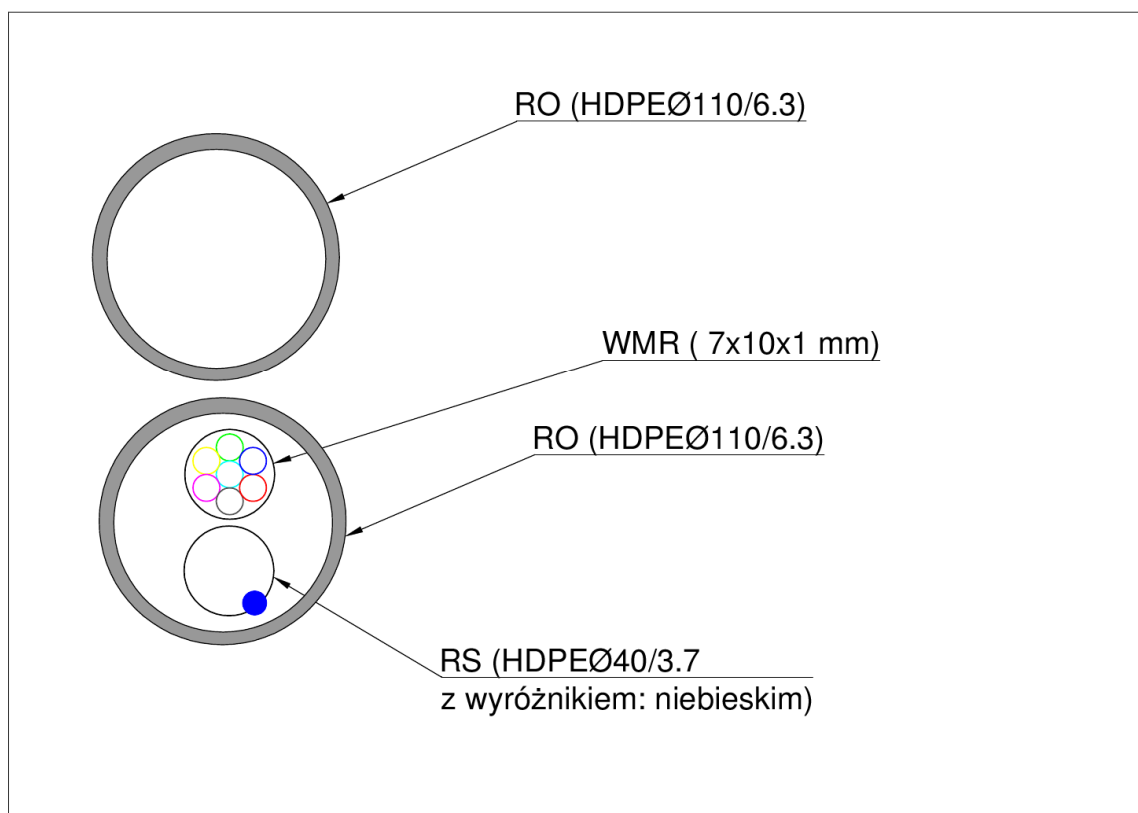 RO (HDPEØ110/6.3)
WMR ( 7x10x1 mm)
RO (HDPEØ110/6.3)
RS (HDPEØ40/3.7
z wyróżnikiem: niebieskim)